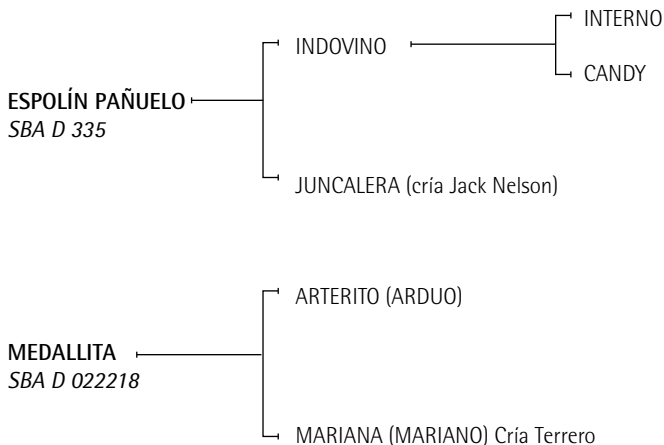 INTERNO
INDOVINO
CANDY
ESPOLÍN PAÑUELO
SBA D 335
JUNCALERA (cría Jack Nelson)
ARTERITO (ARDUO)
MEDALLITA
SBA D 022218
MARIANA (MARIANO) Cría Terrero